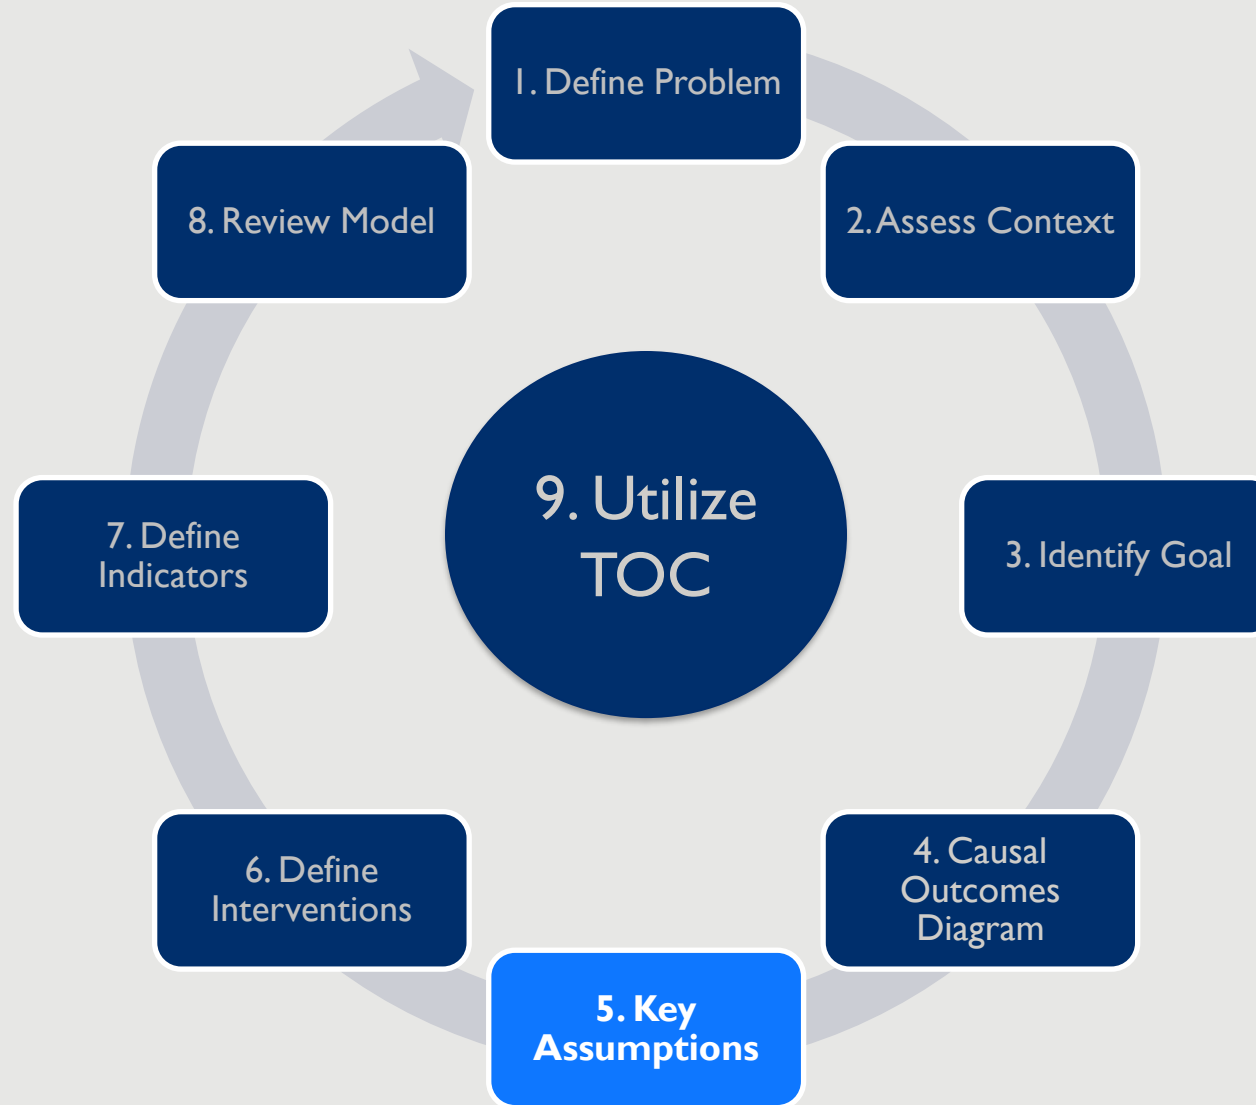 1. Define Problem
2. Assess Context
3. Identify Goal
4. Causal
Outcomes
Diagram
5. Key
Assumptions
6. Define
Interventions
7. Define
Indicators
8. Review Model
9. Utilize
TOC